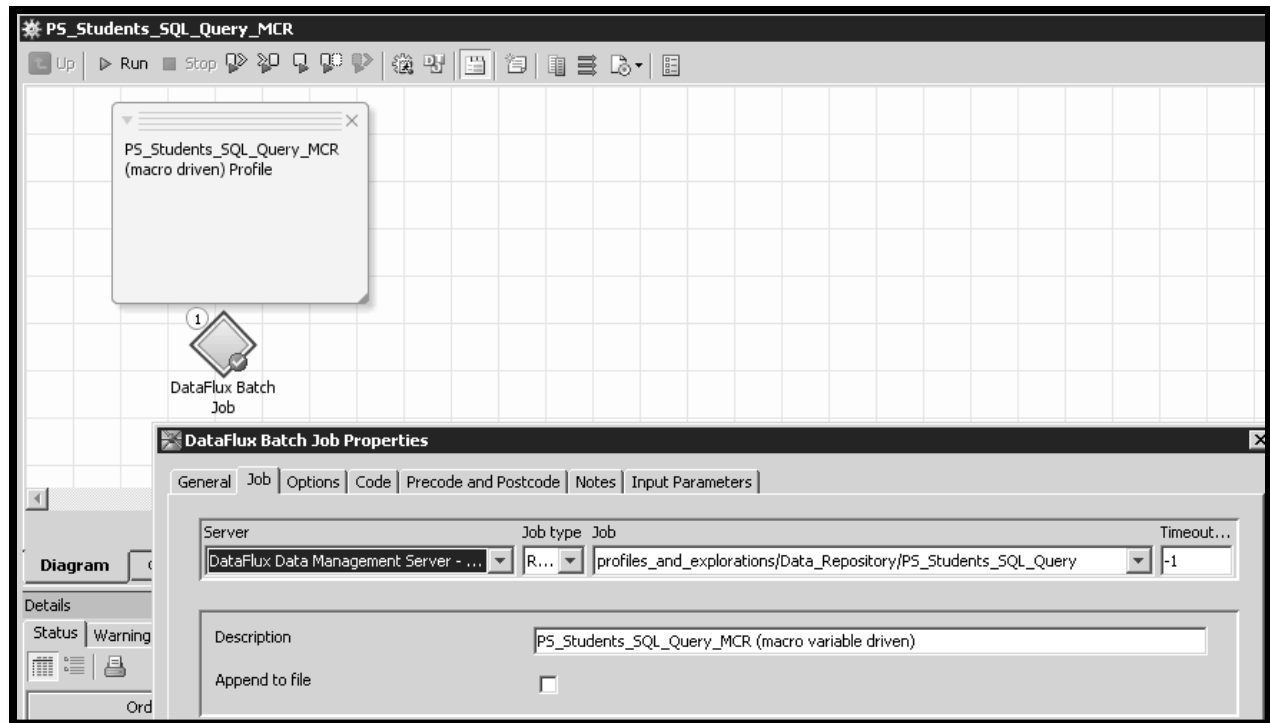 PS_Students_SQL_Query_MCR
Up Run Stop
PS_Students_SQL_Query_MCR
(macro driven) Profile
1
DataFlux Batch
Job
DataFlux Batch Job Properties
General Job Options Code Precode and Postcode Notes Input Parameters
Server Job type Job Timeout...
DataFlux Data Management Server - ... R... profiles_and_explorations/Data_Repository/PS_Students_SQL_Query -1
Diagram
Details
Status Warning
Description PS_Students_SQL_Query_MCR (macro variable driven)
Append to file
Ord